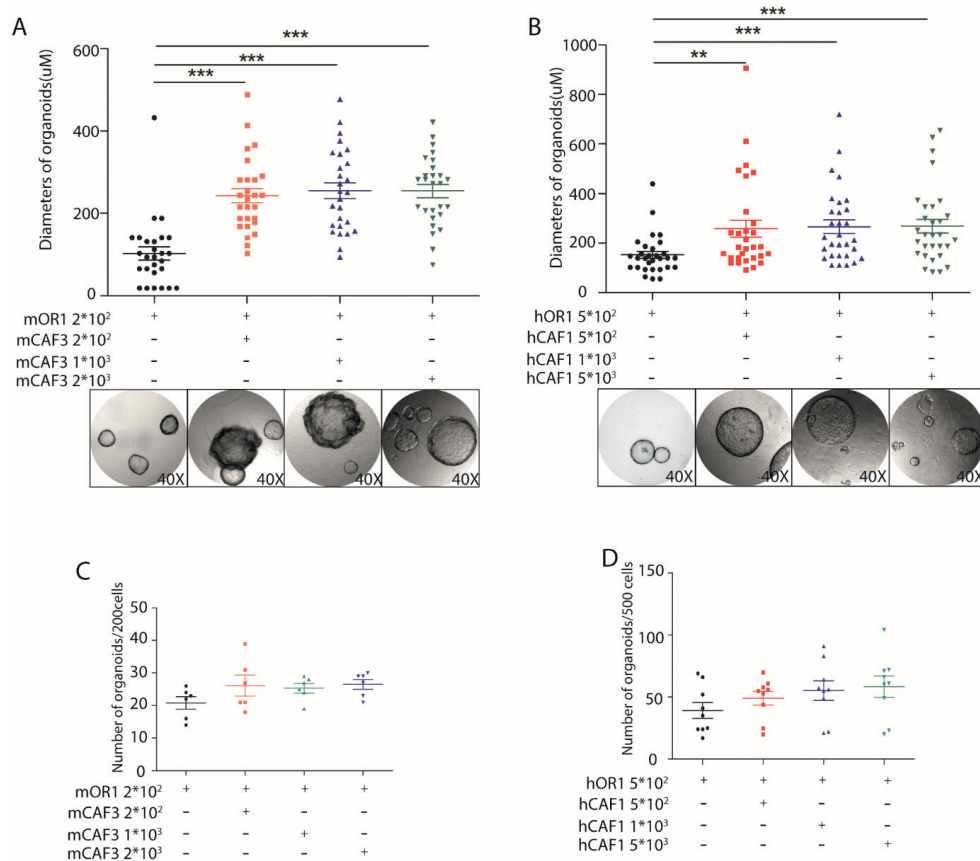 A
***
***
***
Diameters of organoids(uM)
600
400
200
0
mOR1 2*10² + + + +
mCAF3 2*10² – + – –
mCAF3 1*10³ – – + –
mCAF3 2*10³ – – – +
40X 40X 40X 40X
B
***
***
**
Diameters of organoids(uM)
1000
800
600
400
200
0
hOR1 5*10² + + + +
hCAF1 5*10² – + – –
hCAF1 1*10³ – – + –
hCAF1 5*10³ – – – +
40X 40X 40X 40X
C
Number of organoids/200cells
50
40
30
20
10
0
mOR1 2*10² + + + +
mCAF3 2*10² – + – –
mCAF3 1*10³ – – + –
mCAF3 2*10³ – – – +
D
Number of organoids/500 cells
150
100
50
0
hOR1 5*10² + + + +
hCAF1 5*10² – + – –
hCAF1 1*10³ – – + –
hCAF1 5*10³ – – – +